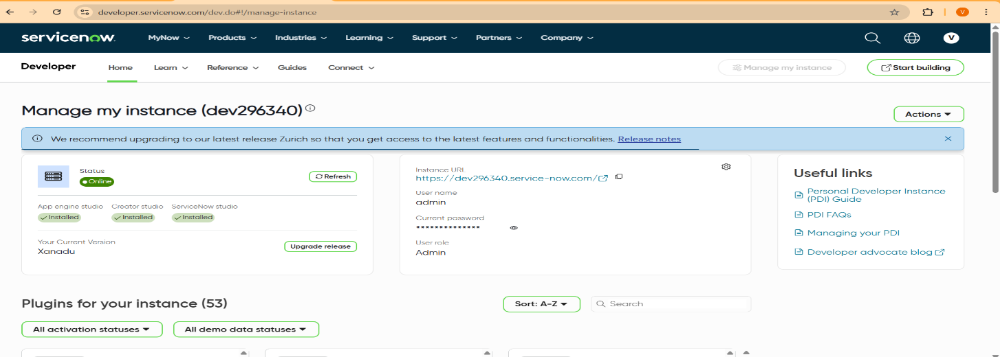 developer.servicenow.com/dev.do#!/manage-instance
V
servicenow.
MyNow Products Industries Learning Support Partners Company
V
Developer
Home Learn Reference Guides Connect
Manage my instance
Start building
Manage my instance (dev296340)
Actions
We recommend upgrading to our latest release Zurich so that you get access to the latest features and functionalities. Release notes
Status
Online
Refresh
App engine studio Creator studio ServiceNow studio
Installed Installed Installed
Your Current Version
Xanadu
Upgrade release
Instance URL
https://dev296340.service-now.com/
User name
admin
Current password
**************
User role
Admin
Useful links
Personal Developer Instance
(PDI) Guide
PDI FAQs
Managing your PDI
Developer advocate blog
Plugins for your instance (53)
Sort: A-Z
Search
All activation statuses
All demo data statuses